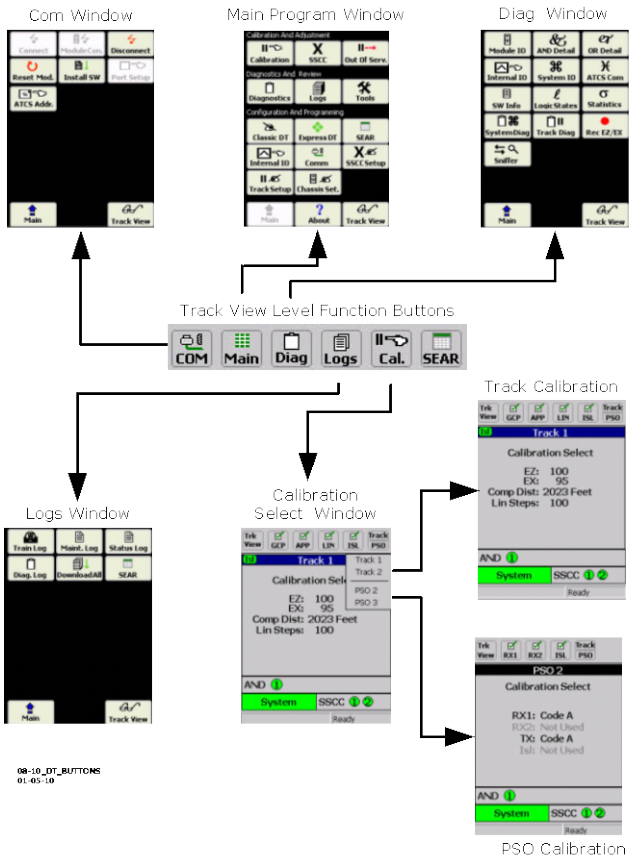 Com Window
Main Program Window
Diag Window
Connect
ModuleCon.
Disconnect
Reset Mod.
Install SW
Port Setup
ATCS Addr.
Main
Track View
Calibration And Adjustment
Calibration
SSCC
Out Of Serv.
Diagnostics And Review
Diagnostics
Logs
Tools
Configuration And Programming
Classic DT
Express DT
SEAR
Internal IO
Comm
SSCC Setup
Track Setup
Chassis Set.
Main
About
Track View
Module IO
AND Detail
OR Detail
Internal IO
System IO
ATCS Com
SW Info
Logic States
Statistics
SystemDiag
Track Diag
Rec EZ/EX
Sniffer
Main
Track View
Track View Level Function Buttons
COM
Main
Diag
Logs
Cal.
SEAR
Logs Window
Train Log
Maint. Log
Status Log
Diag. Log
DownloadAll
SEAR
Main
Track View
Calibration
Select Window
Trk View
GCP
APP
LIN
ISL
Track PSO
Track 1
Track 1
Track 2
PSO 2
PSO 3
Calibration Sele
EZ: 100
EX: 95
Comp Dist: 2023 Feet
Lin Steps: 100
AND 1
System
SSCC 1 2
Ready
Track Calibration
Trk View
GCP
APP
LIN
ISL
Track PSO
Track 1
Calibration Select
EZ: 100
EX: 95
Comp Dist: 2023 Feet
Lin Steps: 100
AND 1
System
SSCC 1 2
Ready
Trk View
RX1
RX2
ISL
Track PSO
PSO 2
Calibration Select
RX1: Code A
RX2: Not Used
TX: Code A
Isl: Not Used
AND 1
System
SSCC 1 2
Ready
PSO Calibration
08-10_DT_BUTTONS
01-05-10